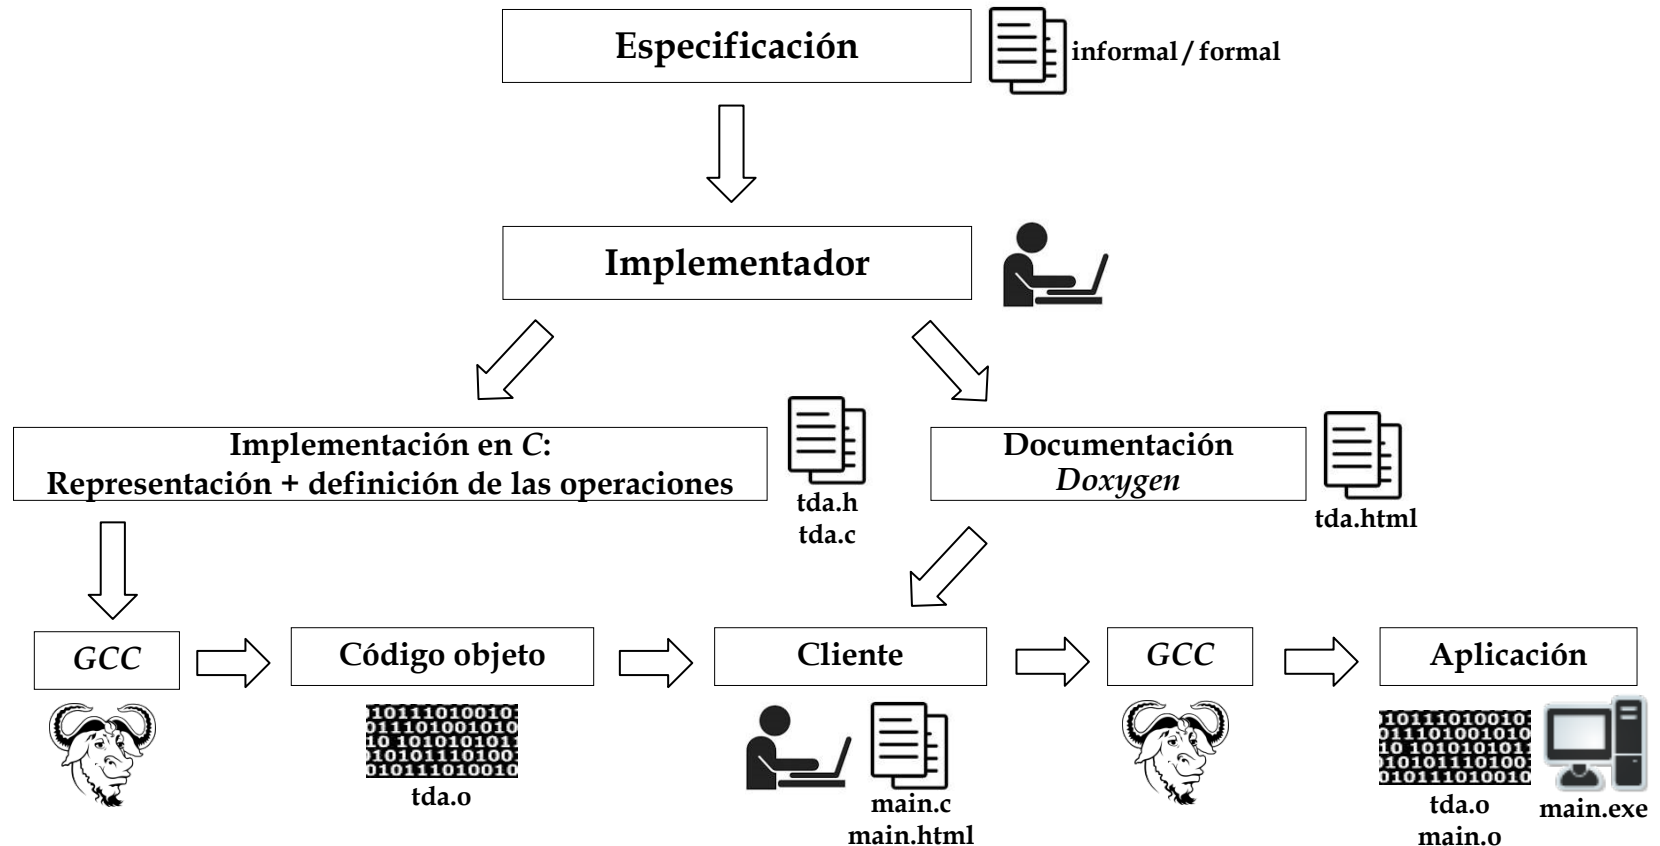 Especificación
informal / formal
Implementador
Implementación en C:
Representación + definición de las operaciones
tda.h
tda.c
Documentación
Doxygen
tda.html
GCC
Código objeto
Cliente
GCC
Aplicación
tda.o
main.c
main.html
tda.o
main.o
main.exe